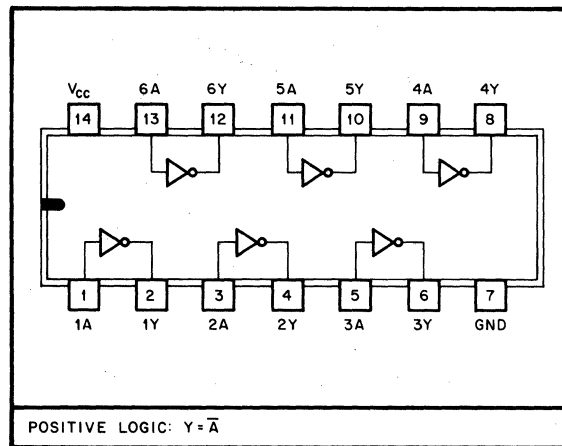 VCC 6A 6Y 5A 5Y 4A 4Y
14 13 12 11 10 9 8
1 2 3 4 5 6 7
1A 1Y 2A 2Y 3A 3Y GND
POSITIVE LOGIC: Y = A̅